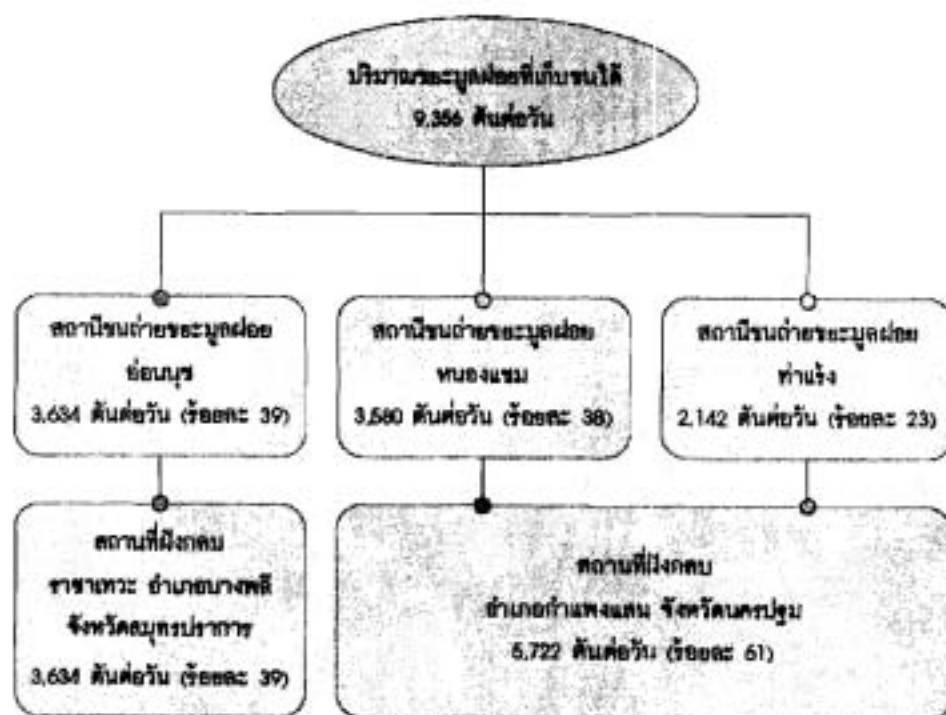 ปริมาณขยะมูลฝอยที่เก็บขนได้
9,356 ตันต่อวัน
สถานีขนถ่ายขยะมูลฝอย
อ่อนนุช
3,634 ตันต่อวัน (ร้อยละ 39)
สถานีขนถ่ายขยะมูลฝอย
หนองแขม
3,580 ตันต่อวัน (ร้อยละ 38)
สถานีขนถ่ายขยะมูลฝอย
ท่าแร้ง
2,142 ตันต่อวัน (ร้อยละ 23)
สถานที่ฝังกลบ
ราชาเทวะ อำเภอบางพลี
จังหวัดสมุทรปราการ
3,634 ตันต่อวัน (ร้อยละ 39)
สถานที่ฝังกลบ
อำเภอกำแพงแสน จังหวัดนครปฐม
5,722 ตันต่อวัน (ร้อยละ 61)